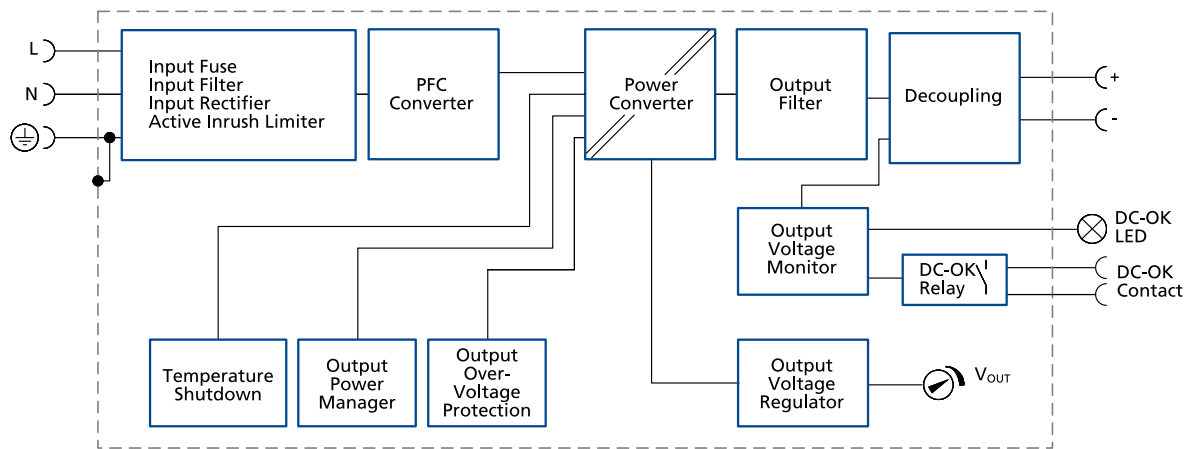 L
N
Input Fuse
Input Filter
Input Rectifier
Active Inrush Limiter
PFC
Converter
Power
Converter
Output
Filter
Decoupling
+
-
Output
Voltage
Monitor
DC-OK
LED
DC-OK
Relay
DC-OK
Contact
Temperature
Shutdown
Output
Power
Manager
Output
Over-
Voltage
Protection
Output
Voltage
Regulator
VOUT